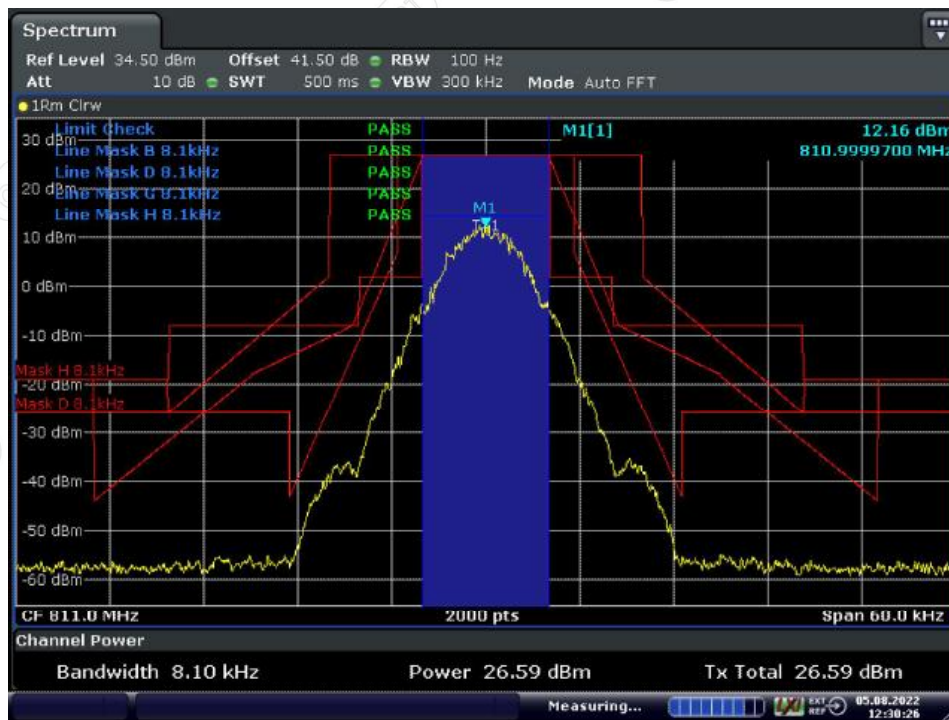 Spectrum
Ref Level 34.50 dBm Offset 41.50 dB RBW 100 Hz
Att 10 dB SWT 500 ms VBW 300 kHz Mode Auto FFT
1Rm Clrw
Limit Check PASS M1[1] 12.16 dBm
30 dBm Line Mask B 8.1kHz PASS 810.9999700 MHz
Line Mask D 8.1kHz PASS
20 dBm Line Mask G 8.1kHz PASS
Line Mask H 8.1kHz PASS
M1
10 dBm
0 dBm
-10 dBm
Mask H 8.1kHz
-20 dBm
Mask D 8.1kHz
-30 dBm
-40 dBm
-50 dBm
-60 dBm
CF 811.0 MHz 2000 pts Span 60.0 kHz
Channel Power
Bandwidth 8.10 kHz Power 26.59 dBm Tx Total 26.59 dBm
Measuring... LXI EXT REF 05.08.2022
12:30:26